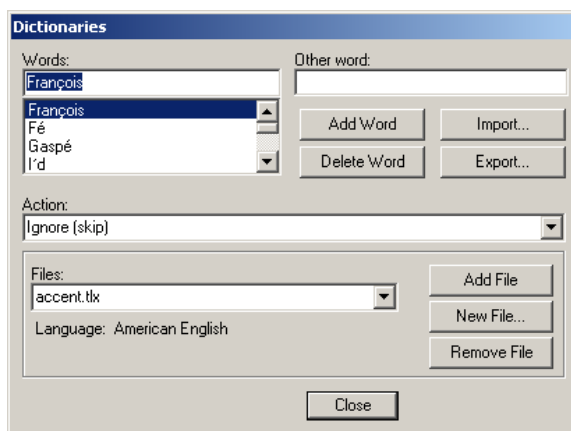 Dictionaries
Words:
Other word:
François
François
Fé
Gaspé
I'd
Add Word
Import...
Delete Word
Export...
Action:
Ignore (skip)
Files:
accent.tlx
Language: American English
Add File
New File...
Remove File
Close